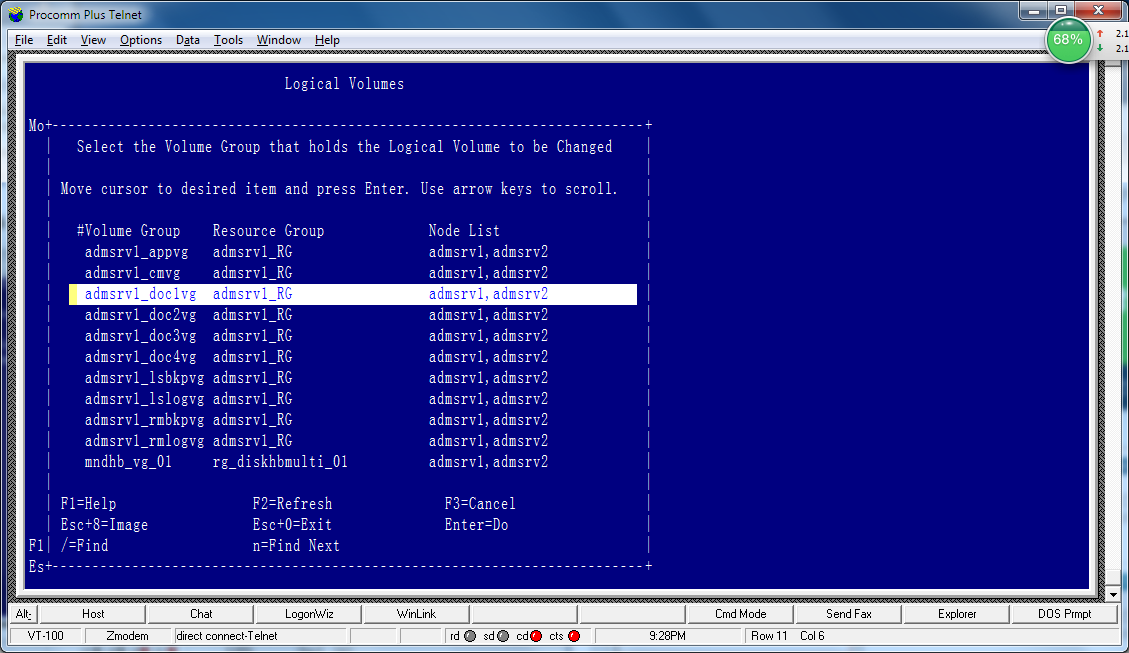 Procomm Plus Telnet
File Edit View Options Data Tools Window Help
68% 2.1
2.1
Logical Volumes
Mo+--------------------------------------------------------------------------+
| Select the Volume Group that holds the Logical Volume to be Changed |
| |
| Move cursor to desired item and press Enter. Use arrow keys to scroll. |
| |
| #Volume Group Resource Group Node List |
| admsrv1_appvg admsrv1_RG admsrv1,admsrv2 |
| admsrv1_cmvg admsrv1_RG admsrv1,admsrv2 |
| admsrv1_doc1vg admsrv1_RG admsrv1,admsrv2 |
| admsrv1_doc2vg admsrv1_RG admsrv1,admsrv2 |
| admsrv1_doc3vg admsrv1_RG admsrv1,admsrv2 |
| admsrv1_doc4vg admsrv1_RG admsrv1,admsrv2 |
| admsrv1_lsbkpvg admsrv1_RG admsrv1,admsrv2 |
| admsrv1_lslogvg admsrv1_RG admsrv1,admsrv2 |
| admsrv1_rmbkpvg admsrv1_RG admsrv1,admsrv2 |
| admsrv1_rmlogvg admsrv1_RG admsrv1,admsrv2 |
| mndhb_vg_01 rg_diskhbmulti_01 admsrv1,admsrv2 |
| |
| F1=Help F2=Refresh F3=Cancel |
| Esc+8=Image Esc+0=Exit Enter=Do |
F1| /=Find n=Find Next |
Es+--------------------------------------------------------------------------+
Alt- Host Chat LogonWiz WinLink Cmd Mode Send Fax Explorer DOS Prmpt
VT-100 Zmodem direct connect-Telnet rd sd cd cts 9:28PM Row 11 Col 6